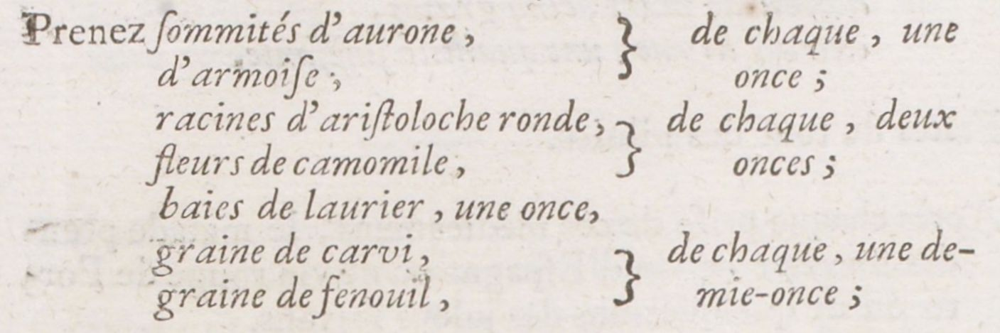 Prenez ſommités d'aurone, } de chaque, une
d'armoiſe; once;
racines d'ariſtoloche ronde, } de chaque, deux
fleurs de camomile, onces;
baies de laurier, une once,
graine de carvi, } de chaque, une de-
graine de fenouil, mie-once;